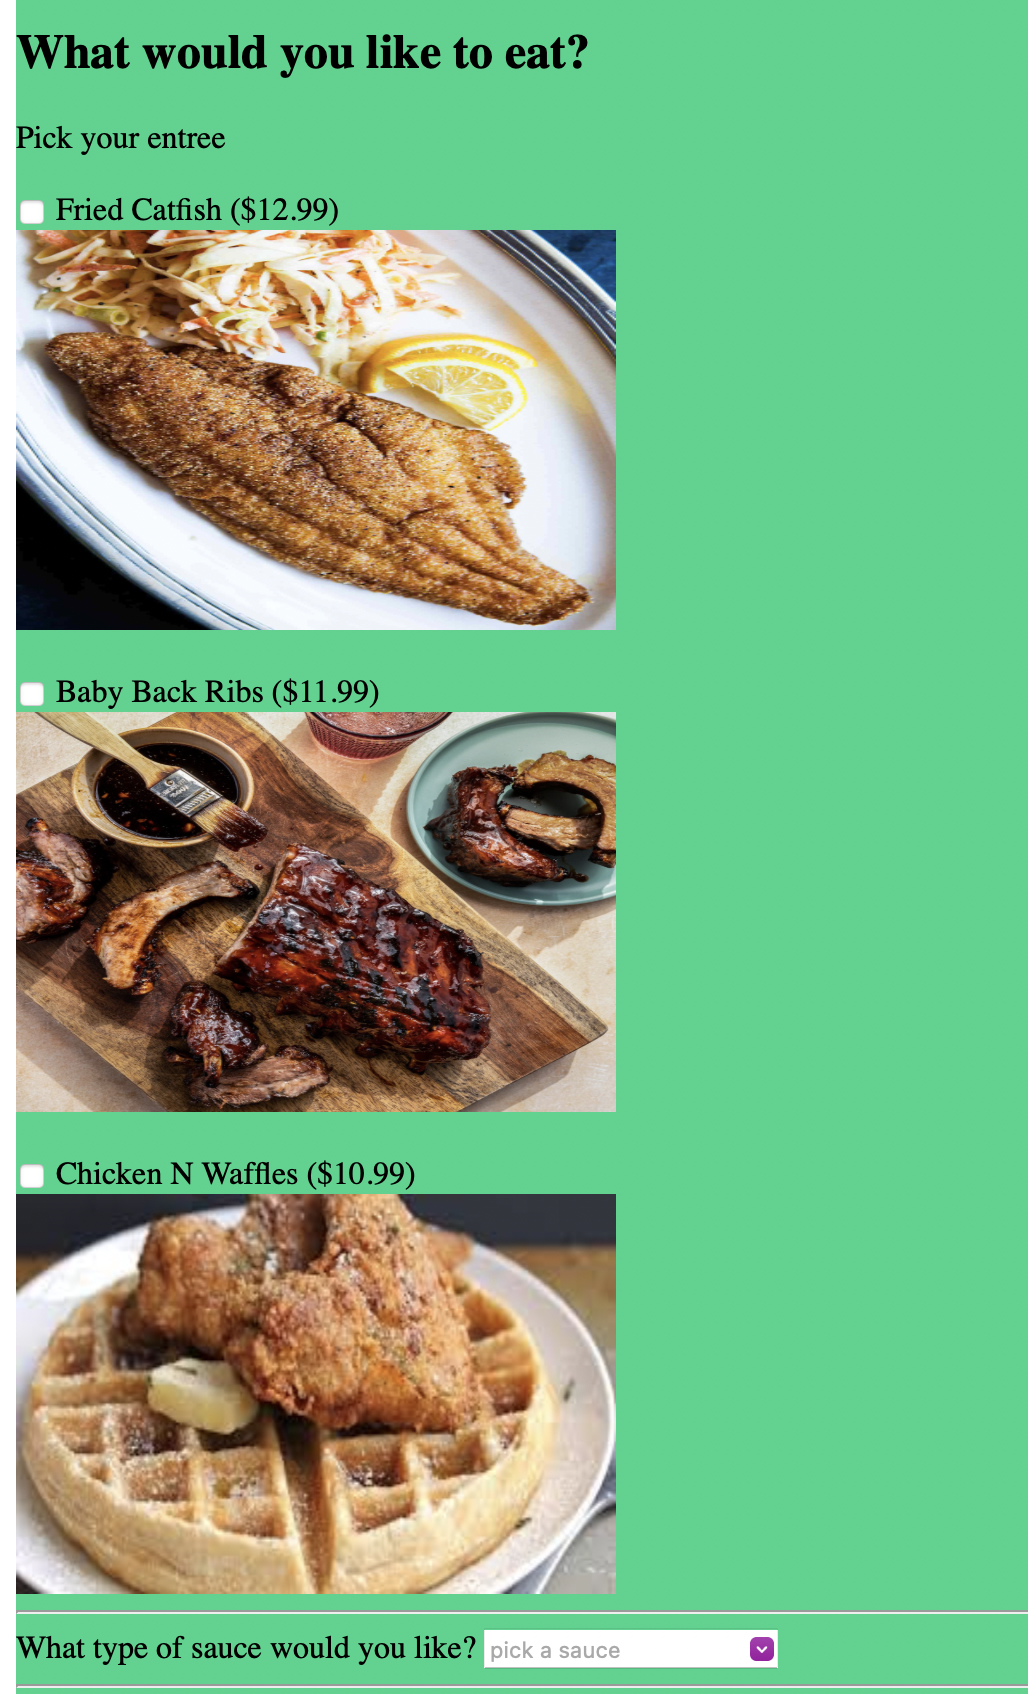 What would you like to eat?
Pick your entree
Fried Catfish ($12.99)
Baby Back Ribs ($11.99)
Chicken N Waffles ($10.99)
What type of sauce would you like? pick a sauce